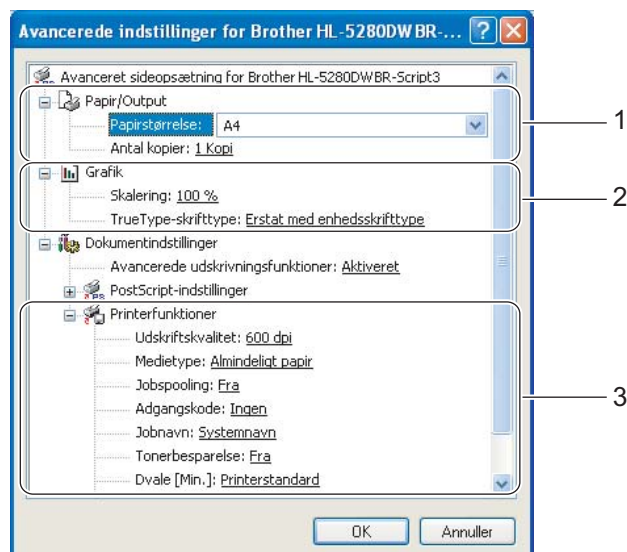 Avancerede indstillinger for Brother HL-5280DW BR-...
Avanceret sideopsætning for Brother HL-5280DW BR-Script3
Papir/Output
Papirstørrelse: A4
1
Antal kopier: 1 Kopi
Grafik
Skalering: 100 %
2
TrueType-skrifttype: Erstat med enhedsskrifttype
Dokumentindstillinger
Avancerede udskrivningsfunktioner: Aktiveret
PostScript-indstillinger
Printerfunktioner
Udskriftskvalitet: 600 dpi
Medietype: Almindeligt papir
Jobspooling: Fra
3
Adgangskode: Ingen
Jobnavn: Systemnavn
Tonerbesparelse: Fra
Dvale [Min.]: Printerstandard
OK Annuller